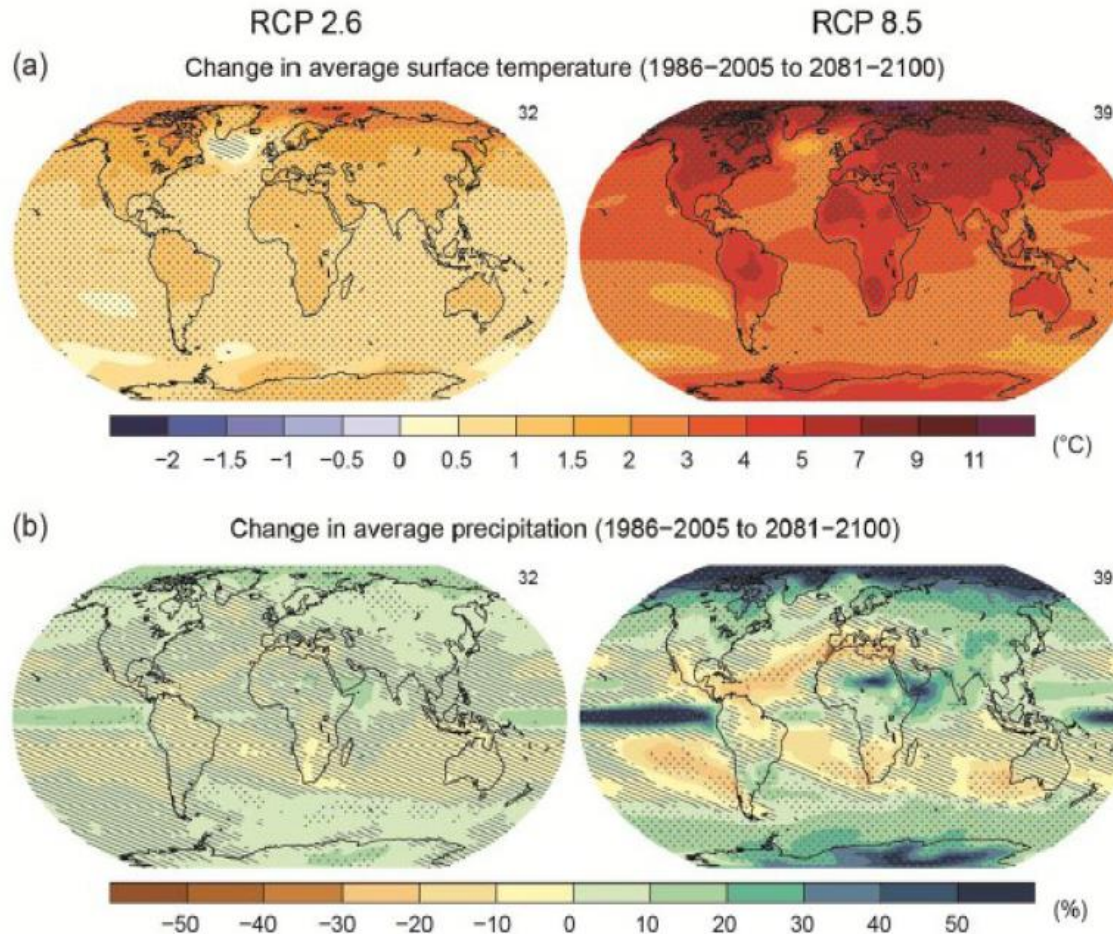 RCP 2.6 RCP 8.5
(a) Change in average surface temperature (1986−2005 to 2081−2100)
32 39
−2 −1.5 −1 −0.5 0 0.5 1 1.5 2 3 4 5 7 9 11 (°C)
(b) Change in average precipitation (1986−2005 to 2081−2100)
32 39
−50 −40 −30 −20 −10 0 10 20 30 40 50 (%)